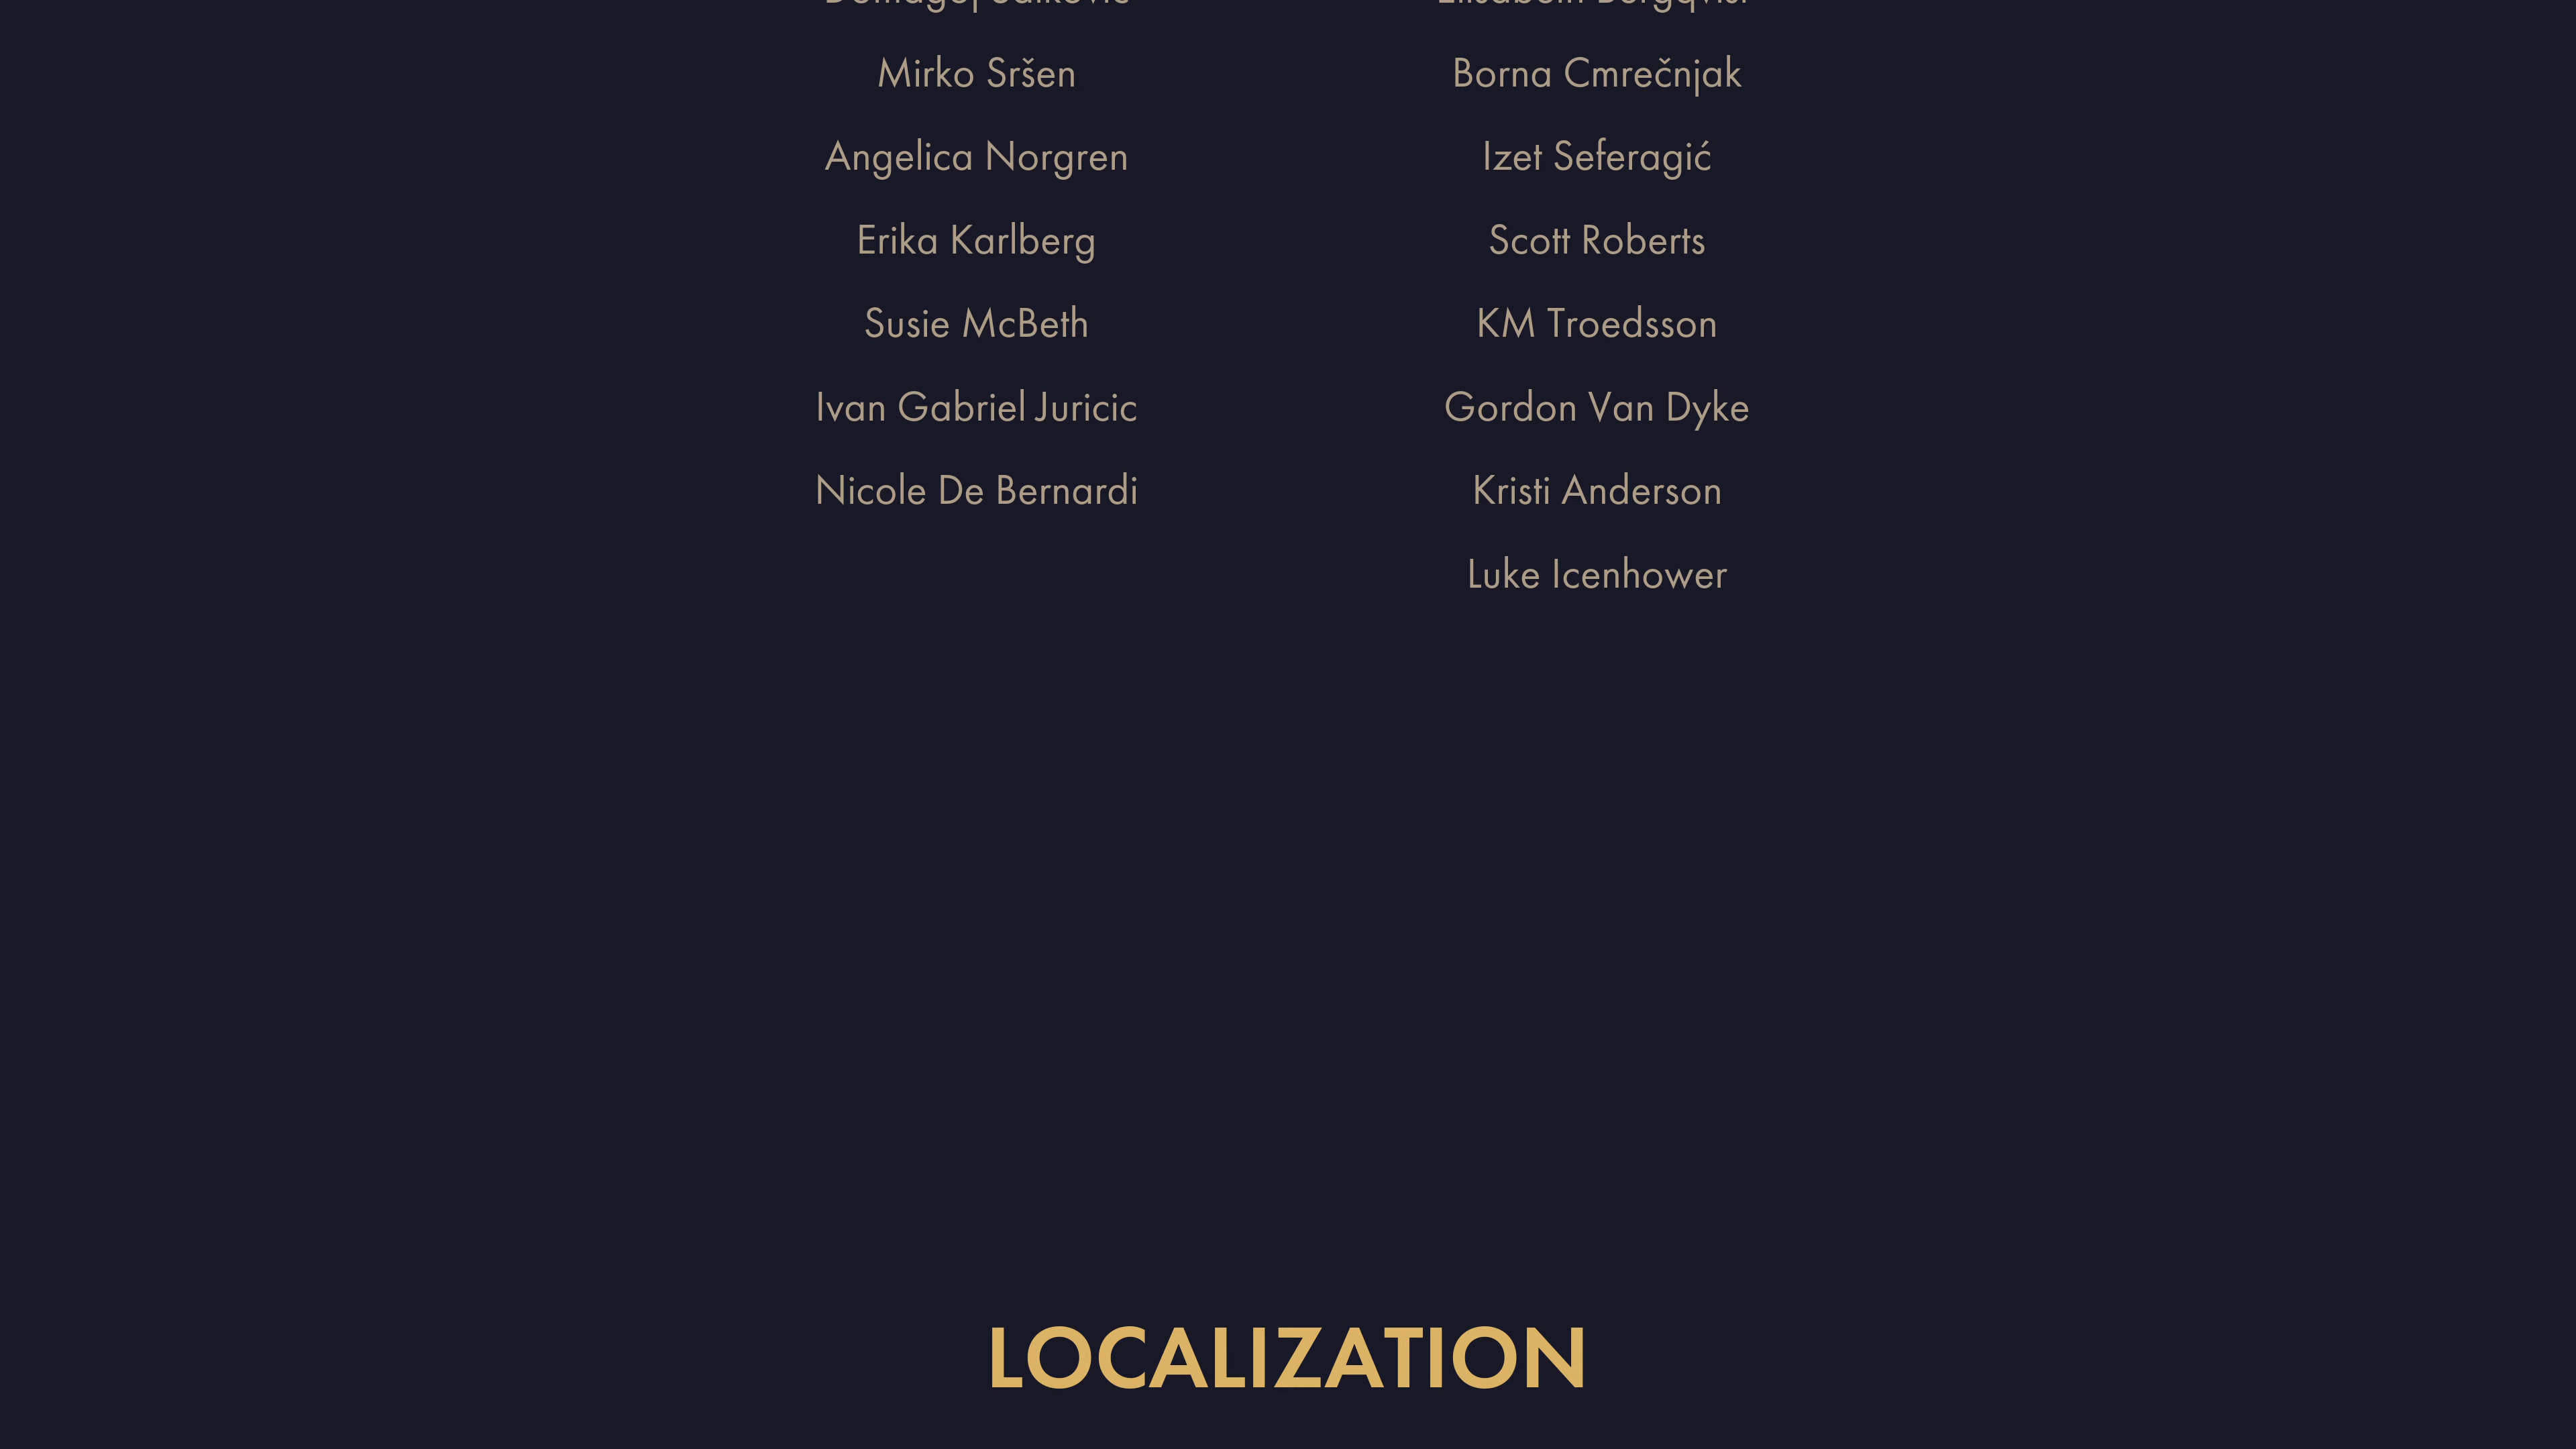 Mirko Sršen Borna Cmrečnjak
Angelica Norgren Izet Seferagić
Erika Karlberg Scott Roberts
Susie McBeth KM Troedsson
Ivan Gabriel Juricic Gordon Van Dyke
Nicole De Bernardi Kristi Anderson
Luke Icenhower
LOCALIZATION